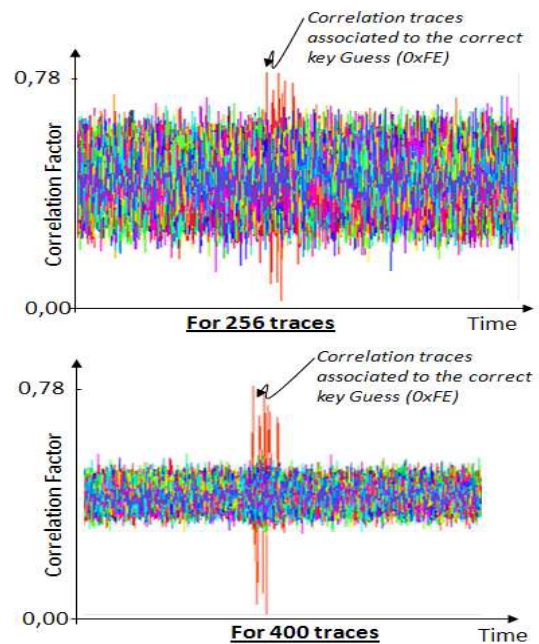 Correlation traces
associated to the correct
key Guess (0xFE)
0,78
Correlation Factor
0,00
For 256 traces
Time
Correlation traces
associated to the correct
key Guess (0xFE)
0,78
Correlation Factor
0,00
For 400 traces
Time